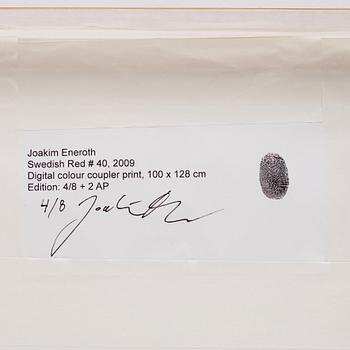 Joakim Eneroth
Swedish Red # 40, 2009
Digital colour coupler print, 100 x 128 cm
Edition: 4/8 + 2 AP
4/8